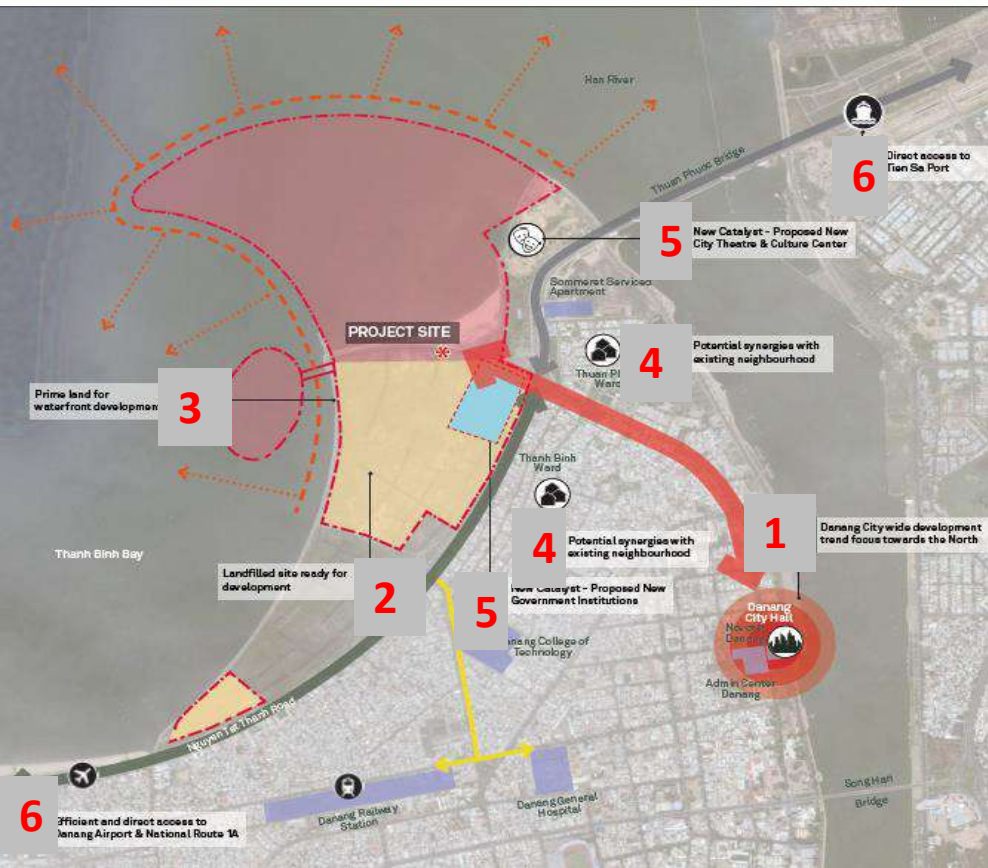 Han River
Thuan Phuoc Bridge
6
Direct access to
Tien Sa Port
5
New Catalyst - Proposed New
City Theatre & Culture Center
Sommeret Serviced
Apartment
PROJECT SITE
4
Potential synergies with
existing neighbourhood
Thuan
Ward
Prime land for
waterfront development
3
Thanh Binh
Ward
1
Danang City wide development
trend focus towards the North
4
Potential synergies with
existing neighbourhood
Thanh Binh Bay
Landfilled site ready for
development
2
5
New Catalyst - Proposed New
Government Institutions
Danang College of
Technology
Danang
City Hall
Novotel
Danang
Admin Center
Danang
Nguyen Tat Thanh Road
Song Han
Bridge
Danang Railway
Station
Danang General
Hospital
6
Efficient and direct access to
Danang Airport & National Route 1A